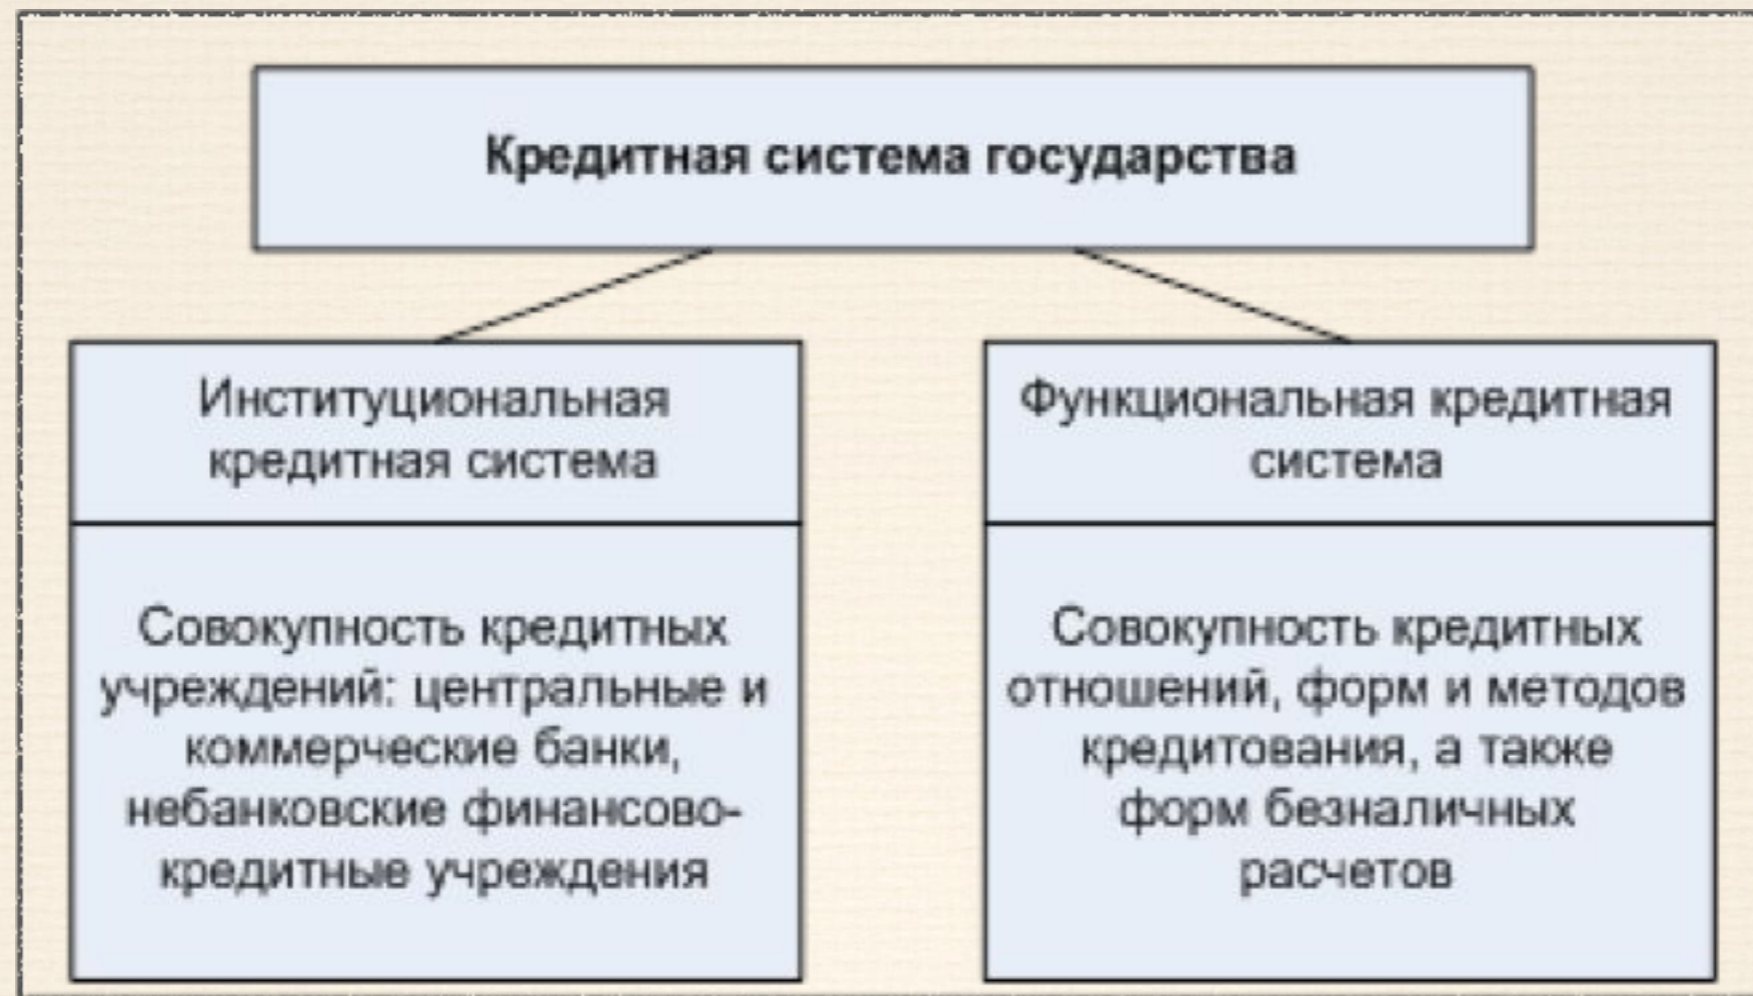 Кредитная система государства
Институциональная
кредитная система
Совокупность кредитных
учреждений: центральные и
коммерческие банки,
небанковские финансово-
кредитные учреждения
Функциональная кредитная
система
Совокупность кредитных
отношений, форм и методов
кредитования, а также
форм безналичных
расчетов